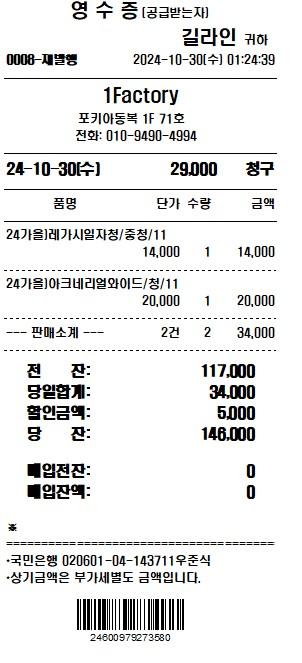 영 수 증 (공급받는자)
길라인 귀하
0008-재발행 2024-10-30(수) 01:24:39
1Factory
포키아동복 1F 71호
전화: 010-9490-4994
24-10-30(수) 29,000 청구
품명 단가 수량 금액
24가을)레가시일자청/중청/11
14,000 1 14,000
24가을)아크네리얼와이드/청/11
20,000 1 20,000
--- 판매소계 --- 2건 2 34,000
전 잔: 117,000
당일합계: 34,000
할인금액: 5,000
당 잔: 146,000
매입전잔: 0
매입잔액: 0
※
·국민은행 020601-04-143711우준식
·상기금액은 부가세별도 금액입니다.
24600979273580